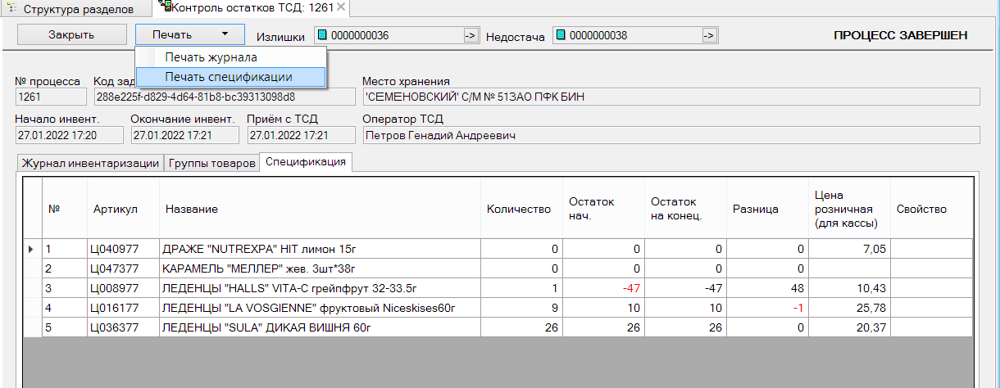 Структура разделов
Контроль остатков ТСД: 1261
Закрыть
Печать
Излишки
0000000036
->
Недостача
0000000038
->
ПРОЦЕСС ЗАВЕРШЕН
Печать журнала
Печать спецификации
№ процесса
Код зад
Место хранения
1261
288e225f-d829-4d64-81b8-bc39313098d8
'СЕМЕНОВСКИЙ' С/М № 51ЗАО ПФК БИН
Начало инвент.
Окончание инвент.
Приём с ТСД
Оператор ТСД
27.01.2022 17:20
27.01.2022 17:21
27.01.2022 17:21
Петров Генадий Андреевич
Журнал инвентаризации
Группы товаров
Спецификация
№
Артикул
Название
Количество
Остаток
нач.
Остаток
на конец.
Разница
Цена
розничная
(для кассы)
Свойство
1 Ц040977 ДРАЖЕ "NUTREXPA" HIT лимон 15г 0 0 0 0 7,05
2 Ц047377 КАРАМЕЛЬ "МЕЛЛЕР" жев. 3шт*38г 0 0 0 0
3 Ц008977 ЛЕДЕНЦЫ "HALLS" VITA-C грейпфрут 32-33.5г 1 -47 -47 48 10,43
4 Ц016177 ЛЕДЕНЦЫ "LA VOSGIENNE" фруктовый Niceskises60г 9 10 10 -1 25,78
5 Ц036377 ЛЕДЕНЦЫ "SULA" ДИКАЯ ВИШНЯ 60г 26 26 26 0 20,37